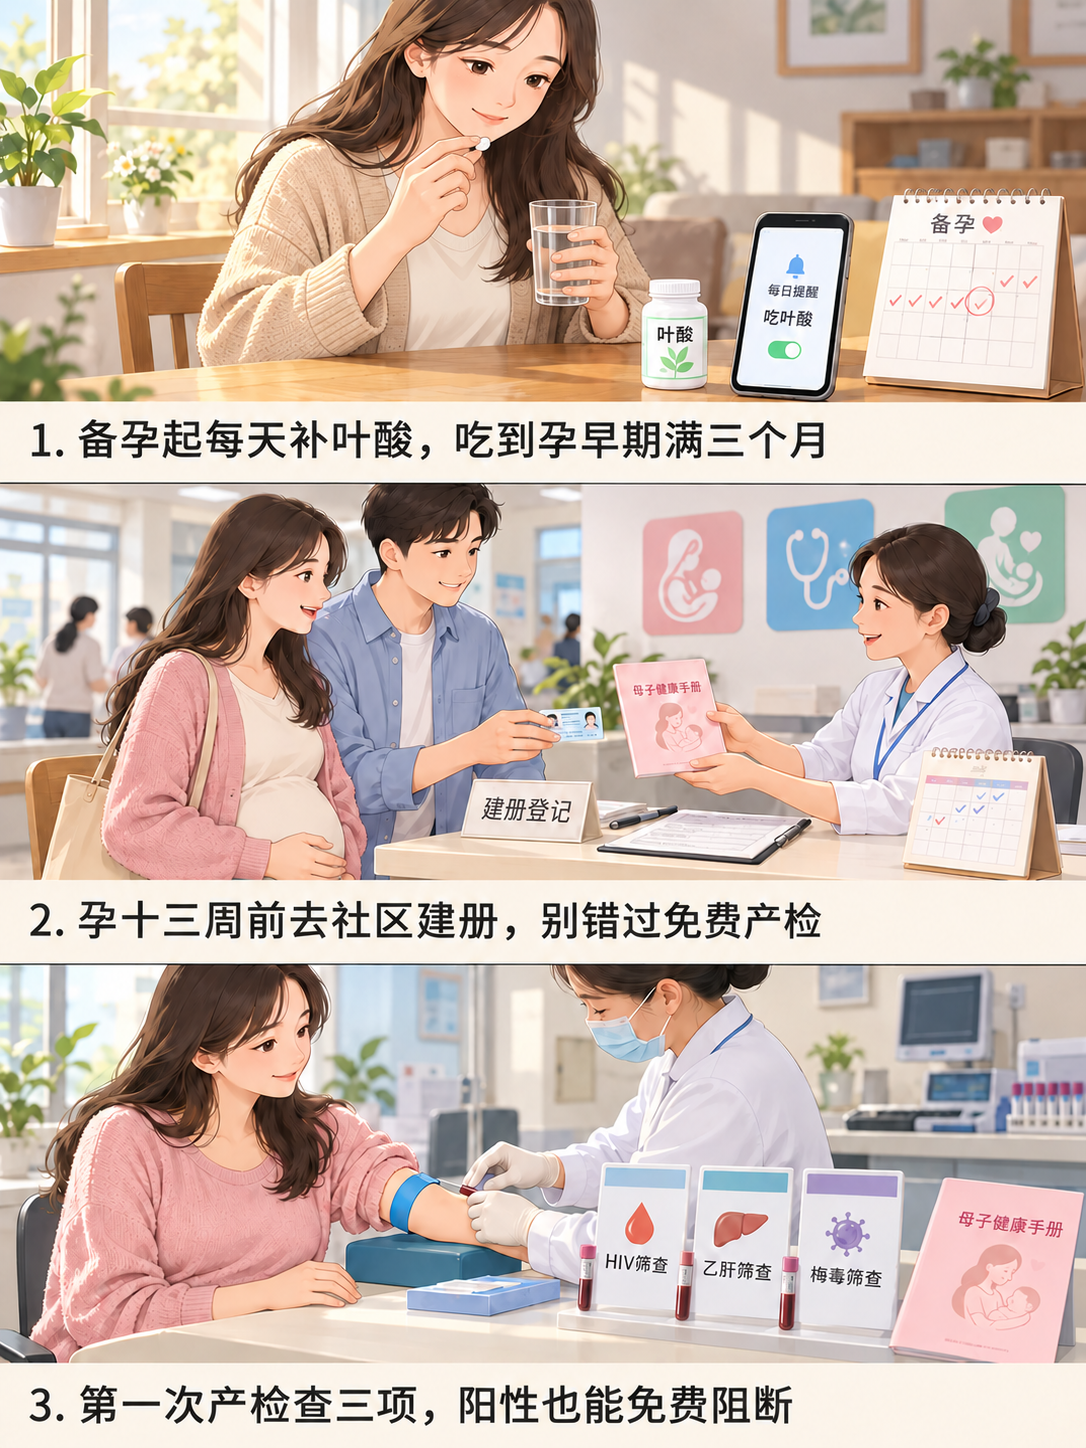 备孕
每日提醒
吃叶酸
叶酸
1. 备孕起每天补叶酸，吃到孕早期满三个月
母子健康手册
建册登记
2. 孕十三周前去社区建册，别错过免费产检
HIV筛查
乙肝筛查
梅毒筛查
母子健康手册
3. 第一次产检查三项，阳性也能免费阻断